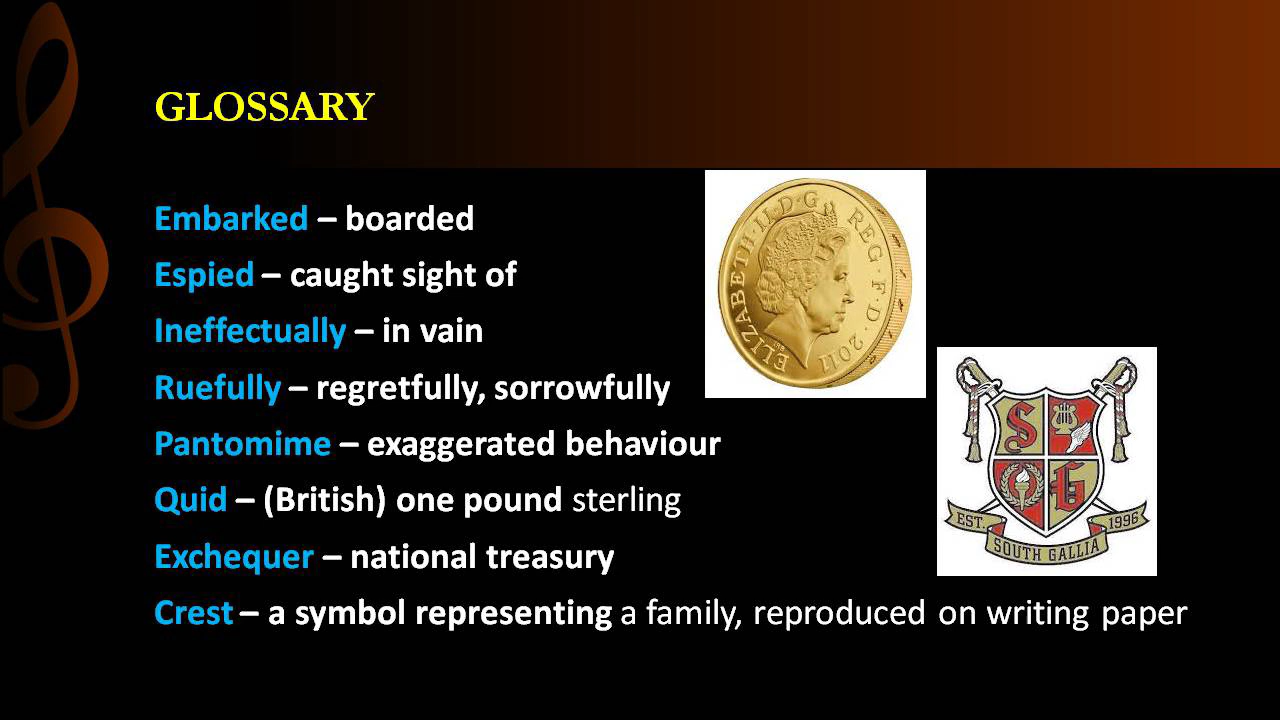 GLOSSARY
Embarked – boarded
Espied – caught sight of
Ineffectually – in vain
Ruefully – regretfully, sorrowfully
Pantomime – exaggerated behaviour
Quid – (British) one pound sterling
Exchequer – national treasury
Crest – a symbol representing a family, reproduced on writing paper
ELIZABETH·II·D·G REG·F·D·2011
S
G
EST. 1996
SOUTH GALLIA